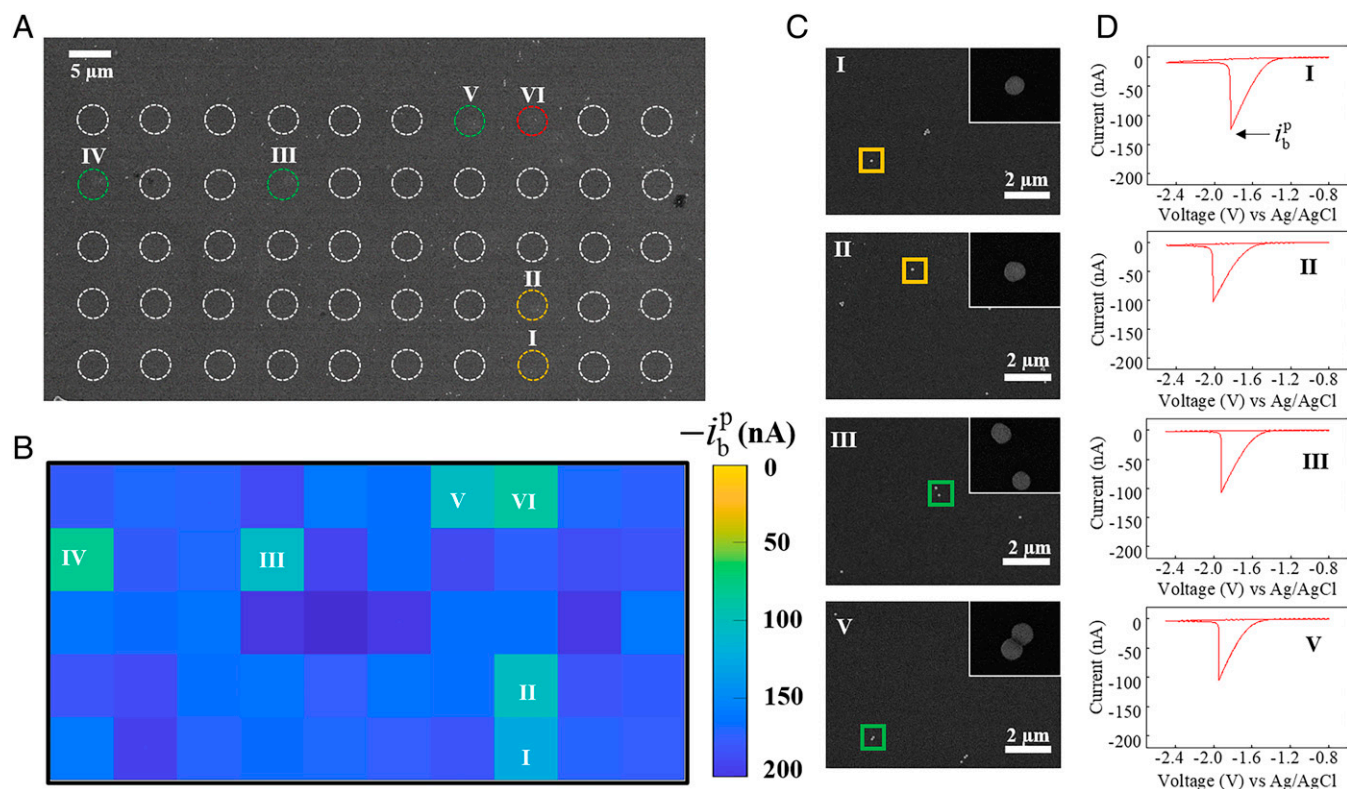 A
5 µm
V
VI
IV
III
II
I
B
−i_b^p (nA)
V
VI
IV
III
II
I
0
50
100
150
200
C
I
2 µm
II
2 µm
III
2 µm
V
2 µm
D
Current (nA)
0
-50
-100
-150
-200
I
i_b^p
-2.4 -2.0 -1.6 -1.2 -0.8
Voltage (V) vs Ag/AgCl
Current (nA)
0
-50
-100
-150
-200
II
-2.4 -2.0 -1.6 -1.2 -0.8
Voltage (V) vs Ag/AgCl
Current (nA)
0
-50
-100
-150
-200
III
-2.4 -2.0 -1.6 -1.2 -0.8
Voltage (V) vs Ag/AgCl
Current (nA)
0
-50
-100
-150
-200
V
-2.4 -2.0 -1.6 -1.2 -0.8
Voltage (V) vs Ag/AgCl